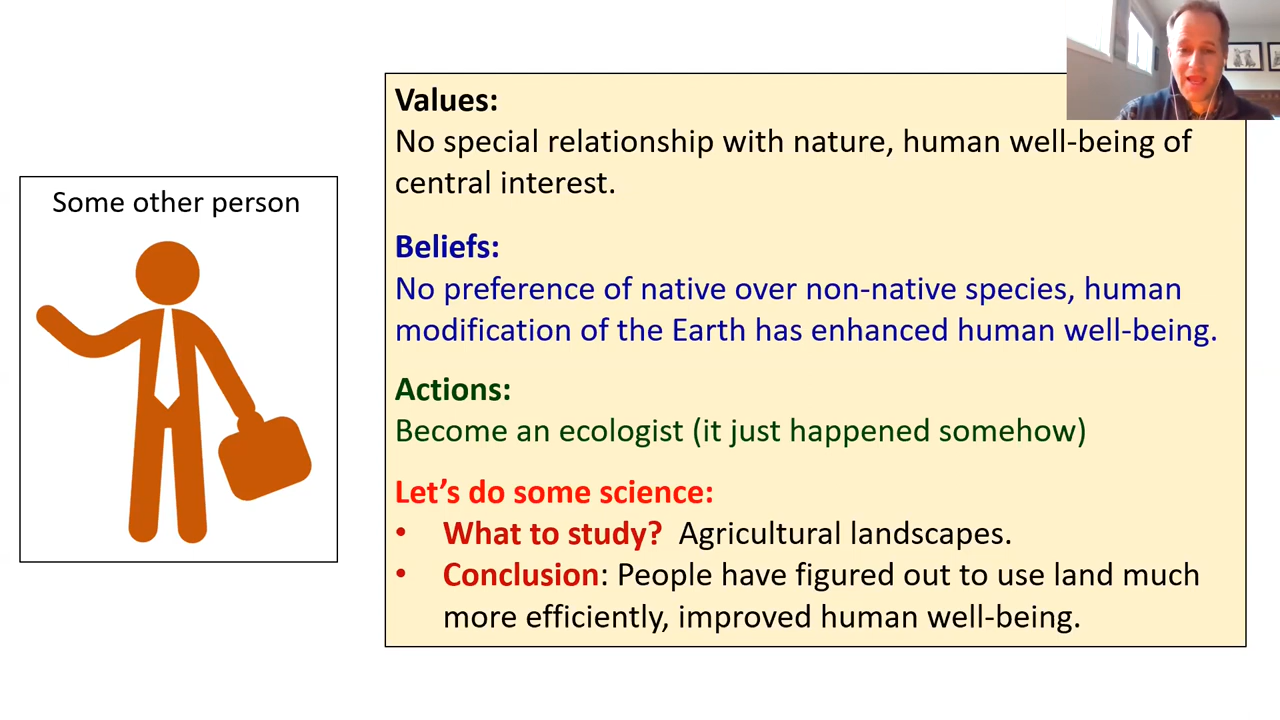 Some other person
Values:
No special relationship with nature, human well-being of
central interest.
Beliefs:
No preference of native over non-native species, human
modification of the Earth has enhanced human well-being.
Actions:
Become an ecologist (it just happened somehow)
Let’s do some science:
• What to study? Agricultural landscapes.
• Conclusion: People have figured out to use land much
more efficiently, improved human well-being.